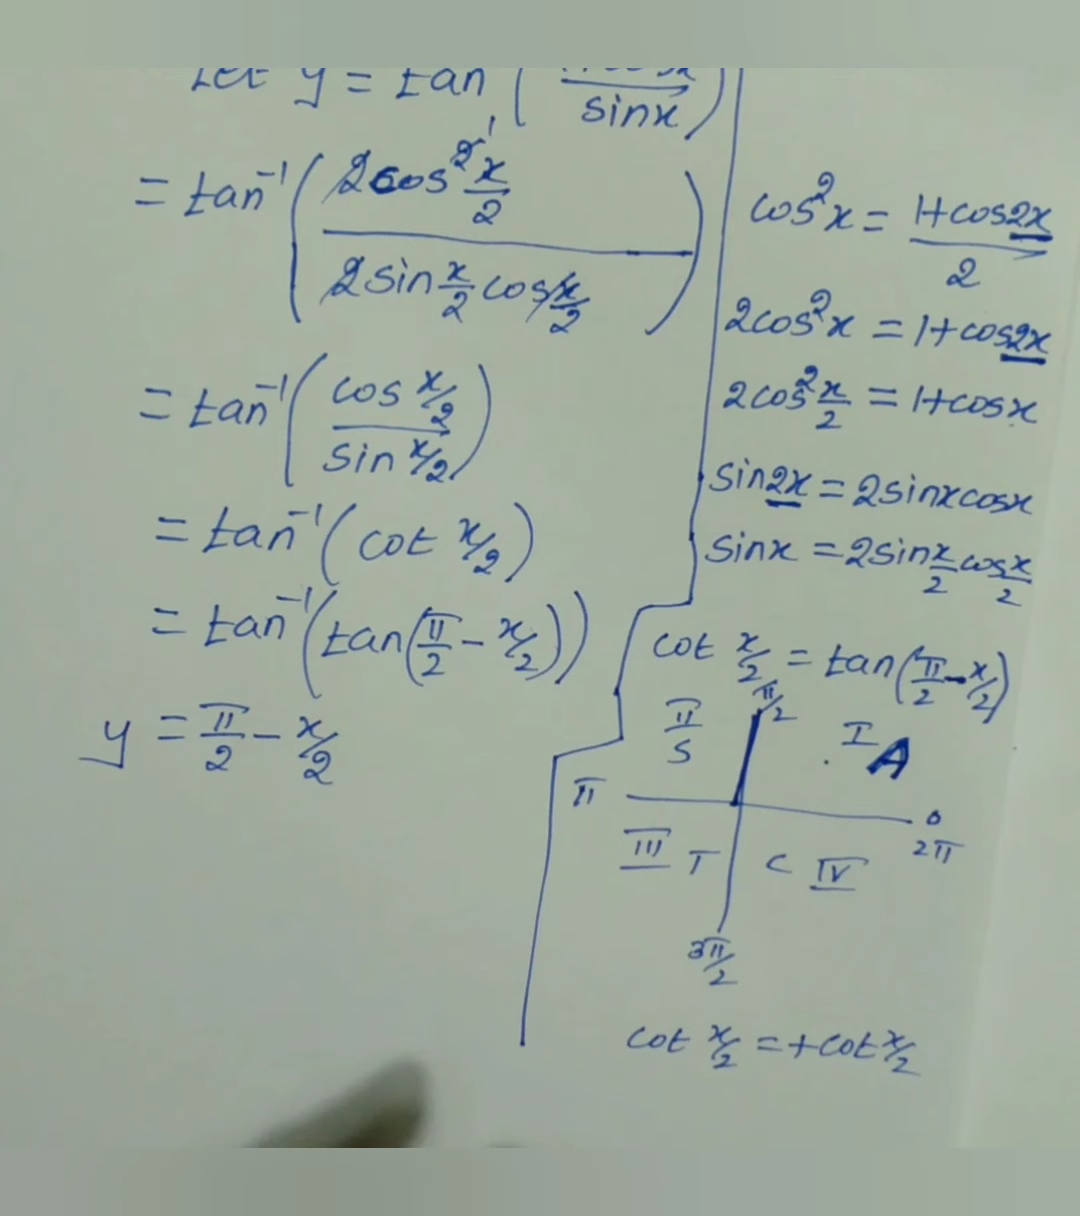 Let y = tan⁻¹( / sinx)
= tan⁻¹(2cos²x/2 / 2sin x/2 cos x/2)
= tan⁻¹(cos x/2 / sin x/2)
= tan⁻¹(cot x/2)
= tan⁻¹(tan(π/2 - x/2))
y = π/2 - x/2
cos²x = 1+cos2x / 2
2cos²x = 1+cos2x
2cos²x/2 = 1+cosx
sin2x = 2sinxcosx
sinx = 2sin x/2 cos x/2
cot x/2 = tan(π/2 - x/2)
π/2
II S
I A
π
0
2π
III T
C IV
3π/2
cot x/2 = +cot x/2